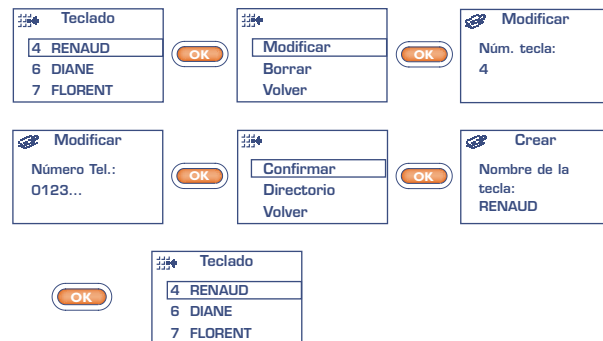 Teclado
4 RENAUD
6 DIANE
7 FLORENT
OK
Modificar
Borrar
Volver
OK
Modificar
Núm. tecla:
4
Modificar
Número Tel.:
0123...
OK
Confirmar
Directorio
Volver
OK
Crear
Nombre de la
tecla:
RENAUD
OK
Teclado
4 RENAUD
6 DIANE
7 FLORENT